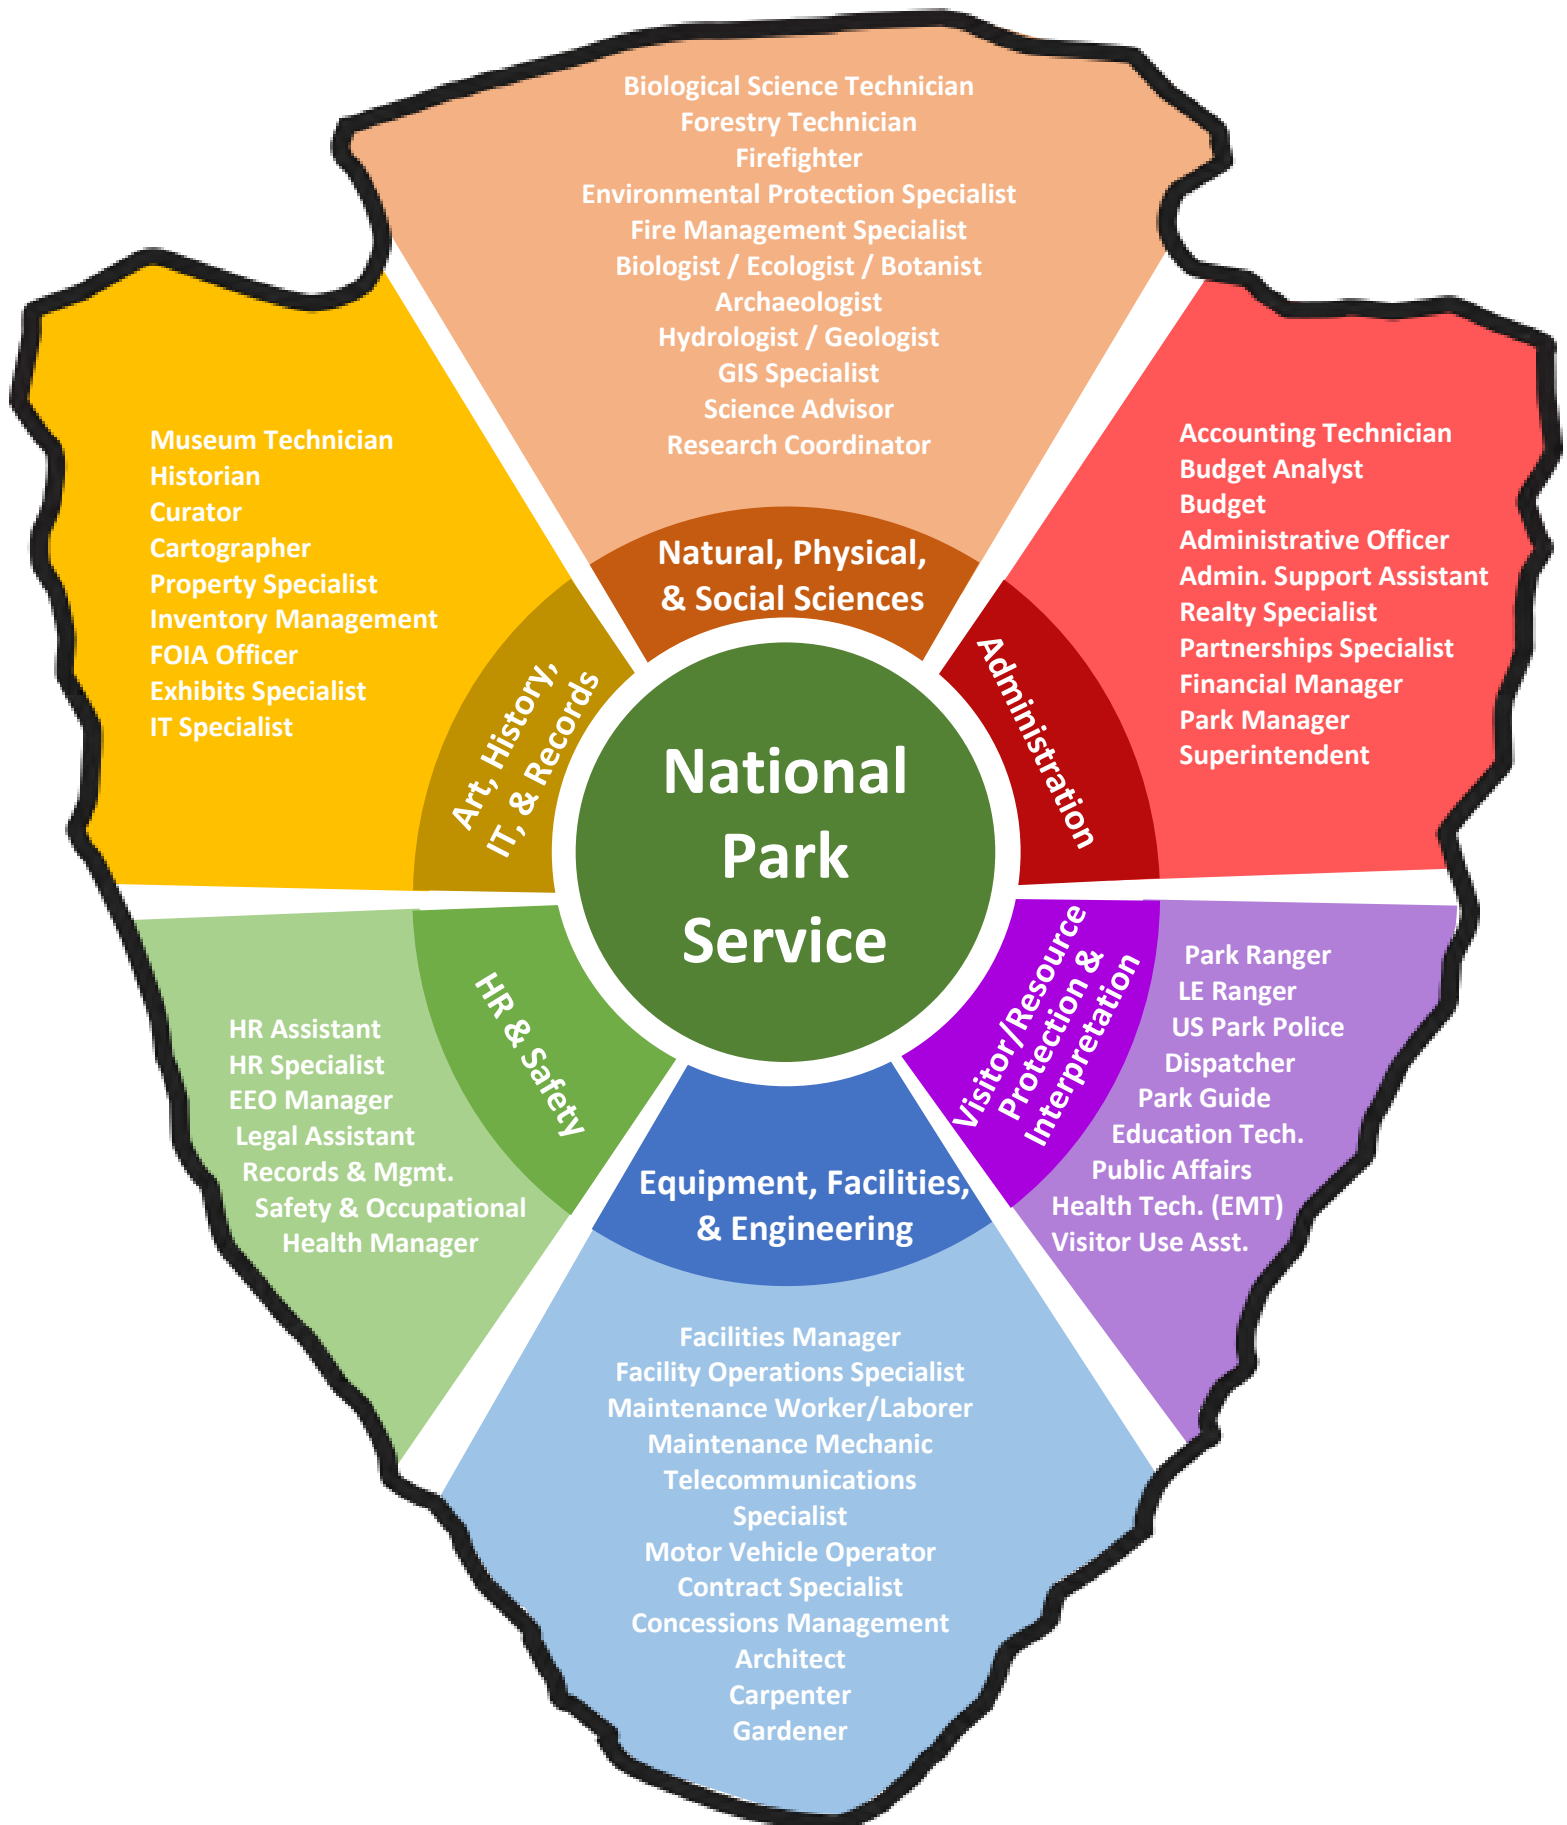 Biological Science Technician
Forestry Technician
Firefighter
Environmental Protection Specialist
Fire Management Specialist
Biologist / Ecologist / Botanist
Archaeologist
Hydrologist / Geologist
GIS Specialist
Science Advisor
Research Coordinator
Natural, Physical,
& Social Sciences
Museum Technician
Historian
Curator
Cartographer
Property Specialist
Inventory Management
FOIA Officer
Exhibits Specialist
IT Specialist
Art, History,
IT, & Records
National
Park
Service
Administration
Accounting Technician
Budget Analyst
Budget
Administrative Officer
Admin. Support Assistant
Realty Specialist
Partnerships Specialist
Financial Manager
Park Manager
Superintendent
HR & Safety
HR Assistant
HR Specialist
EEO Manager
Legal Assistant
Records & Mgmt.
Safety & Occupational
Health Manager
Visitor/Resource
Protection &
Interpretation
Park Ranger
LE Ranger
US Park Police
Dispatcher
Park Guide
Education Tech.
Public Affairs
Health Tech. (EMT)
Visitor Use Asst.
Equipment, Facilities,
& Engineering
Facilities Manager
Facility Operations Specialist
Maintenance Worker/Laborer
Maintenance Mechanic
Telecommunications
Specialist
Motor Vehicle Operator
Contract Specialist
Concessions Management
Architect
Carpenter
Gardener